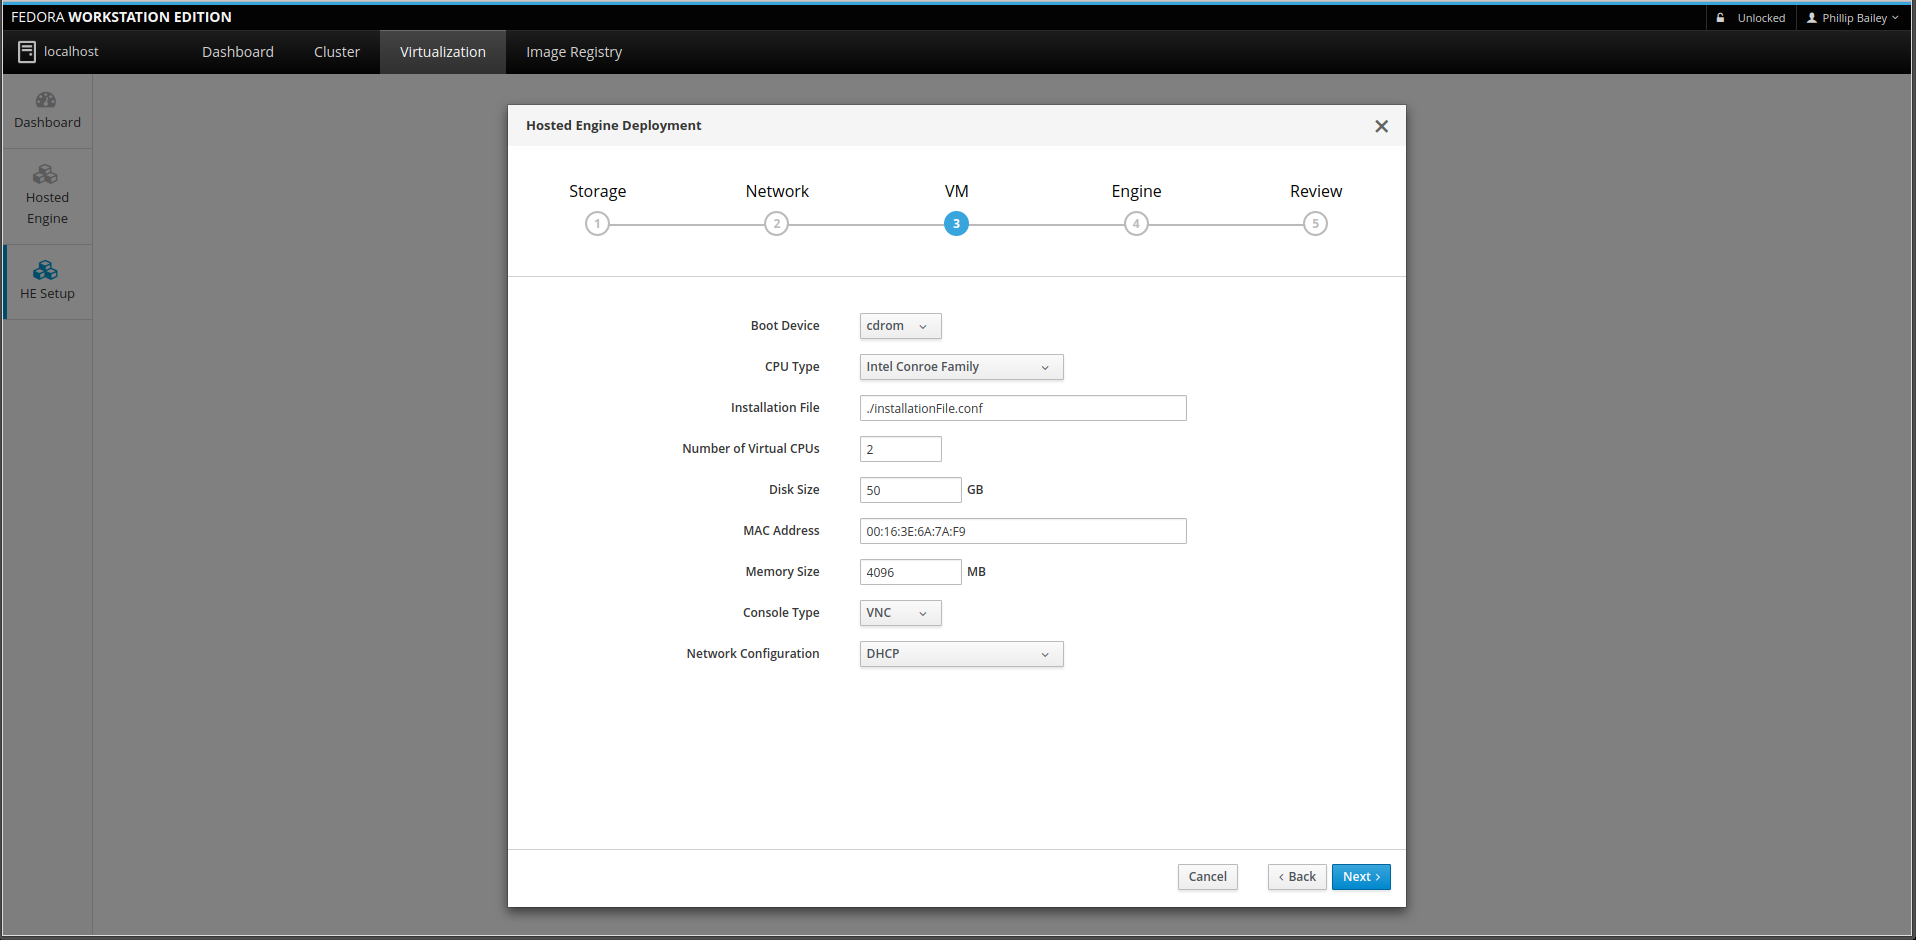 FEDORA WORKSTATION EDITION
Unlocked
Phillip Bailey
localhost
Dashboard
Cluster
Virtualization
Image Registry
Dashboard
Hosted
Engine
HE Setup
Hosted Engine Deployment
Storage
Network
VM
Engine
Review
1
2
3
4
5
Boot Device
cdrom
CPU Type
Intel Conroe Family
Installation File
./installationFile.conf
Number of Virtual CPUs
2
Disk Size
50
GB
MAC Address
00:16:3E:6A:7A:F9
Memory Size
4096
MB
Console Type
VNC
Network Configuration
DHCP
Cancel
‹ Back
Next ›